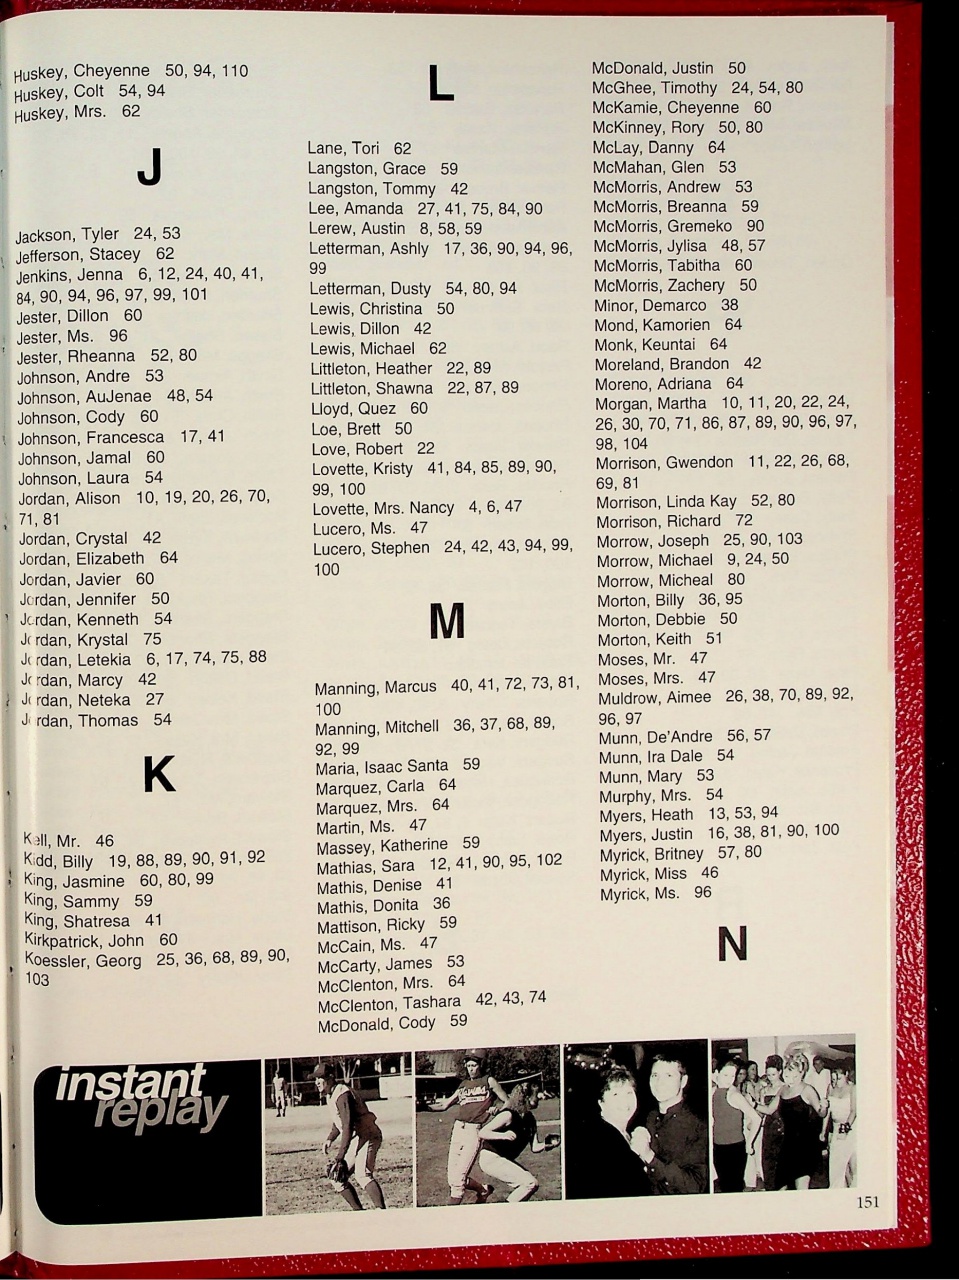 Huskey, Cheyenne 50, 94, 110
Huskey, Colt 54, 94
Huskey, Mrs. 62
J
Jackson, Tyler 24, 53
Jefferson, Stacey 62
Jenkins, Jenna 6, 12, 24, 40, 41,
84, 90, 94, 96, 97, 99, 101
Jester, Dillon 60
Jester, Ms. 96
Jester, Rheanna 52, 80
Johnson, Andre 53
Johnson, AuJenae 48, 54
Johnson, Cody 60
Johnson, Francesca 17, 41
Johnson, Jamal 60
Johnson, Laura 54
Jordan, Alison 10, 19, 20, 26, 70,
71, 81
Jordan, Crystal 42
Jordan, Elizabeth 64
Jordan, Javier 60
Jordan, Jennifer 50
Jordan, Kenneth 54
Jordan, Krystal 75
Jordan, Letekia 6, 17, 74, 75, 88
Jordan, Marcy 42
Jordan, Neteka 27
Jordan, Thomas 54
K
Kell, Mr. 46
Kidd, Billy 19, 88, 89, 90, 91, 92
King, Jasmine 60, 80, 99
King, Sammy 59
King, Shatresa 41
Kirkpatrick, John 60
Koessler, Georg 25, 36, 68, 89, 90,
103
L
Lane, Tori 62
Langston, Grace 59
Langston, Tommy 42
Lee, Amanda 27, 41, 75, 84, 90
Lerew, Austin 8, 58, 59
Letterman, Ashly 17, 36, 90, 94, 96,
99
Letterman, Dusty 54, 80, 94
Lewis, Christina 50
Lewis, Dillon 42
Lewis, Michael 62
Littleton, Heather 22, 89
Littleton, Shawna 22, 87, 89
Lloyd, Quez 60
Loe, Brett 50
Love, Robert 22
Lovette, Kristy 41, 84, 85, 89, 90,
99, 100
Lovette, Mrs. Nancy 4, 6, 47
Lucero, Ms. 47
Lucero, Stephen 24, 42, 43, 94, 99,
100
M
Manning, Marcus 40, 41, 72, 73, 81,
100
Manning, Mitchell 36, 37, 68, 89,
92, 99
Maria, Isaac Santa 59
Marquez, Carla 64
Marquez, Mrs. 64
Martin, Ms. 47
Massey, Katherine 59
Mathias, Sara 12, 41, 90, 95, 102
Mathis, Denise 41
Mathis, Donita 36
Mattison, Ricky 59
McCain, Ms. 47
McCarty, James 53
McClenton, Mrs. 64
McClenton, Tashara 42, 43, 74
McDonald, Cody 59
McDonald, Justin 50
McGhee, Timothy 24, 54, 80
McKamie, Cheyenne 60
McKinney, Rory 50, 80
McLay, Danny 64
McMahan, Glen 53
McMorris, Andrew 53
McMorris, Breanna 59
McMorris, Gremeko 90
McMorris, Jylisa 48, 57
McMorris, Tabitha 60
McMorris, Zachery 50
Minor, Demarco 38
Mond, Kamorien 64
Monk, Keuntai 64
Moreland, Brandon 42
Moreno, Adriana 64
Morgan, Martha 10, 11, 20, 22, 24,
26, 30, 70, 71, 86, 87, 89, 90, 96, 97,
98, 104
Morrison, Gwendon 11, 22, 26, 68,
69, 81
Morrison, Linda Kay 52, 80
Morrison, Richard 72
Morrow, Joseph 25, 90, 103
Morrow, Michael 9, 24, 50
Morrow, Micheal 80
Morton, Billy 36, 95
Morton, Debbie 50
Morton, Keith 51
Moses, Mr. 47
Moses, Mrs. 47
Muldrow, Aimee 26, 38, 70, 89, 92,
96, 97
Munn, De'Andre 56, 57
Munn, Ira Dale 54
Munn, Mary 53
Murphy, Mrs. 54
Myers, Heath 13, 53, 94
Myers, Justin 16, 38, 81, 90, 100
Myrick, Britney 57, 80
Myrick, Miss 46
Myrick, Ms. 96
N
instant
replay
151